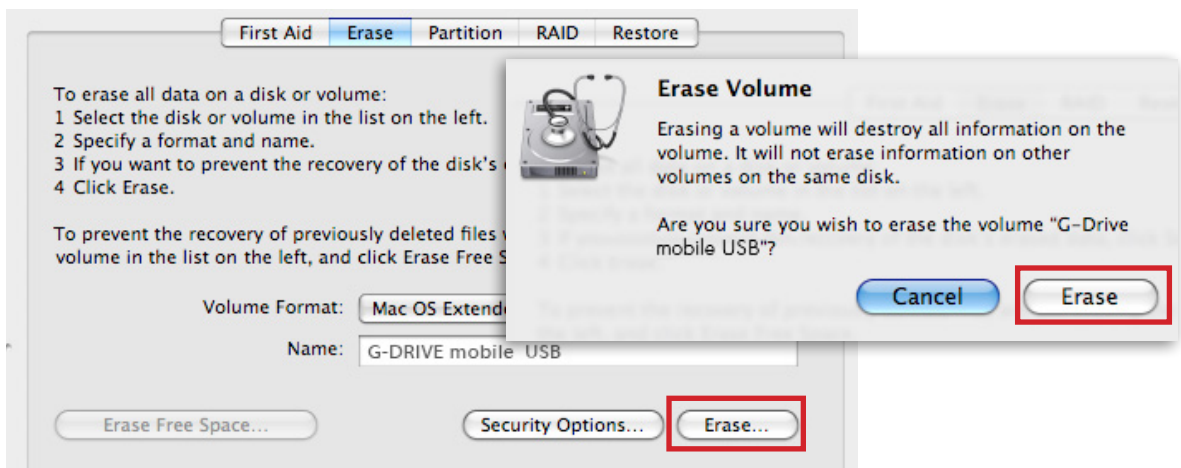 First Aid Erase Partition RAID Restore
To erase all data on a disk or volume:
1 Select the disk or volume in the list on the left.
2 Specify a format and name.
3 If you want to prevent the recovery of the disk's
4 Click Erase.
To prevent the recovery of previously deleted files
volume in the list on the left, and click Erase Free S
Volume Format: Mac OS Extend
Name: G-DRIVE mobile USB
Erase Free Space... Security Options... Erase...
Erase Volume
Erasing a volume will destroy all information on the
volume. It will not erase information on other
volumes on the same disk.
Are you sure you wish to erase the volume "G-Drive
mobile USB"?
Cancel Erase